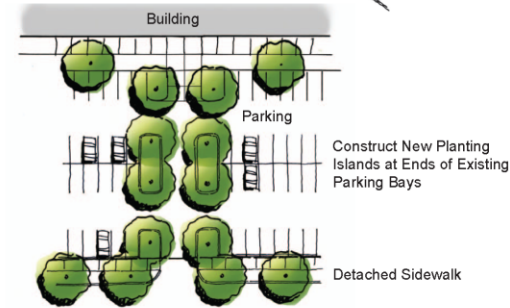 Building
Parking
Construct New Planting
Islands at Ends of Existing
Parking Bays
Detached Sidewalk